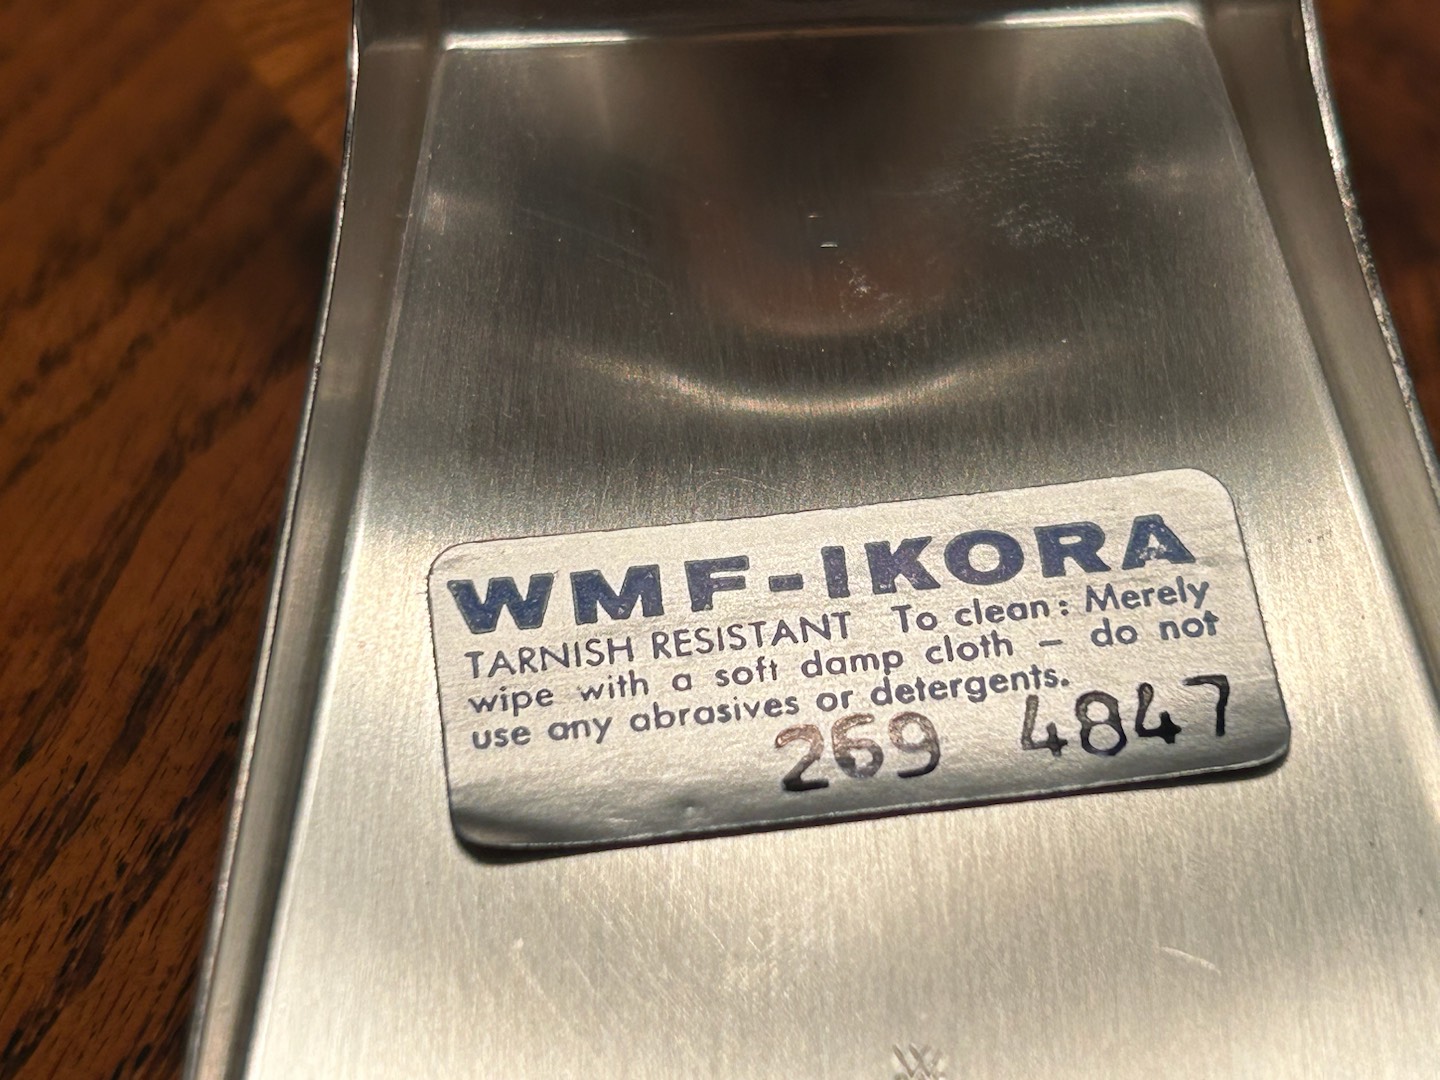 WMF-IKORA
TARNISH RESISTANT To clean: Merely
wipe with a soft damp cloth – do not
use any abrasives or detergents.
269 4847